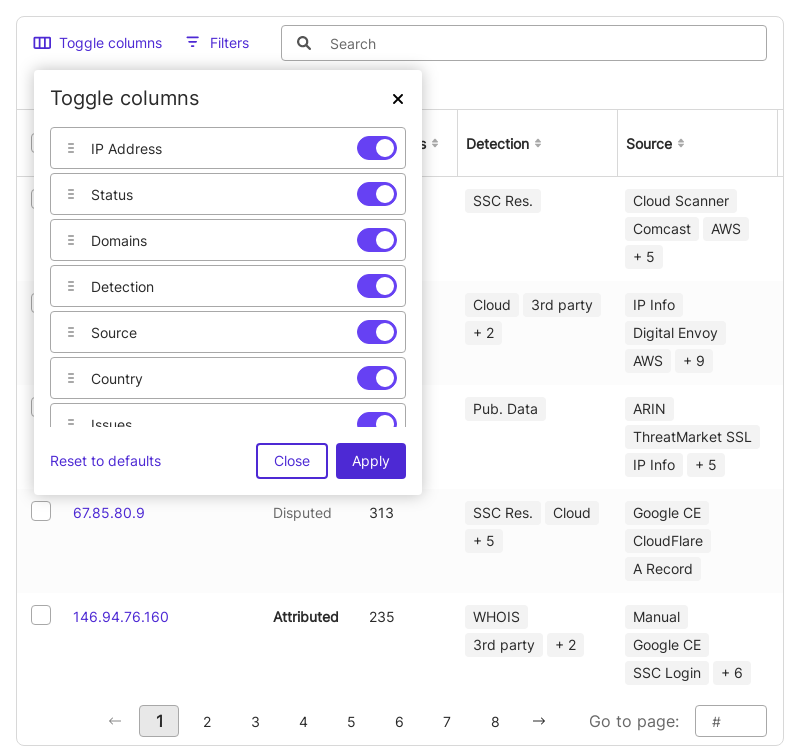 Toggle columns Filters Search
Toggle columns
IP Address
Status
Domains
Detection
Source
Country
Issues
Reset to defaults Close Apply
s Detection Source
SSC Res. Cloud Scanner
Comcast AWS
+ 5
Cloud 3rd party IP Info
+ 2 Digital Envoy
AWS + 9
Pub. Data ARIN
ThreatMarket SSL
IP Info + 5
67.85.80.9 Disputed 313 SSC Res. Cloud Google CE
+ 5 CloudFlare
A Record
146.94.76.160 Attributed 235 WHOIS Manual
3rd party + 2 Google CE
SSC Login + 6
← 1 2 3 4 5 6 7 8 → Go to page: #